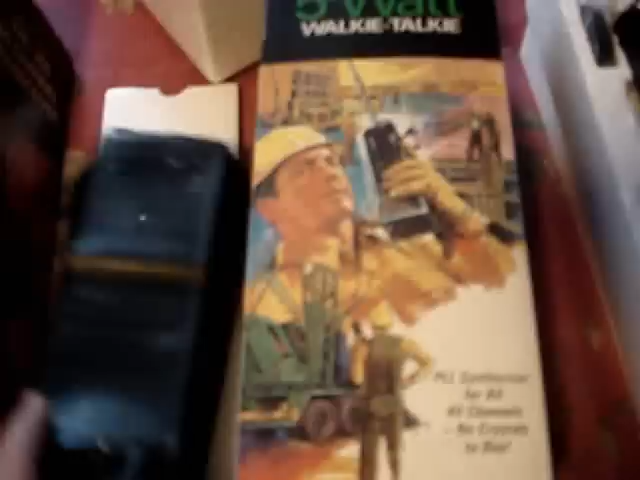 5 Watt
WALKIE-TALKIE
PLL Synthesizer
for All
40 Channels
- No Crystals
to Buy!